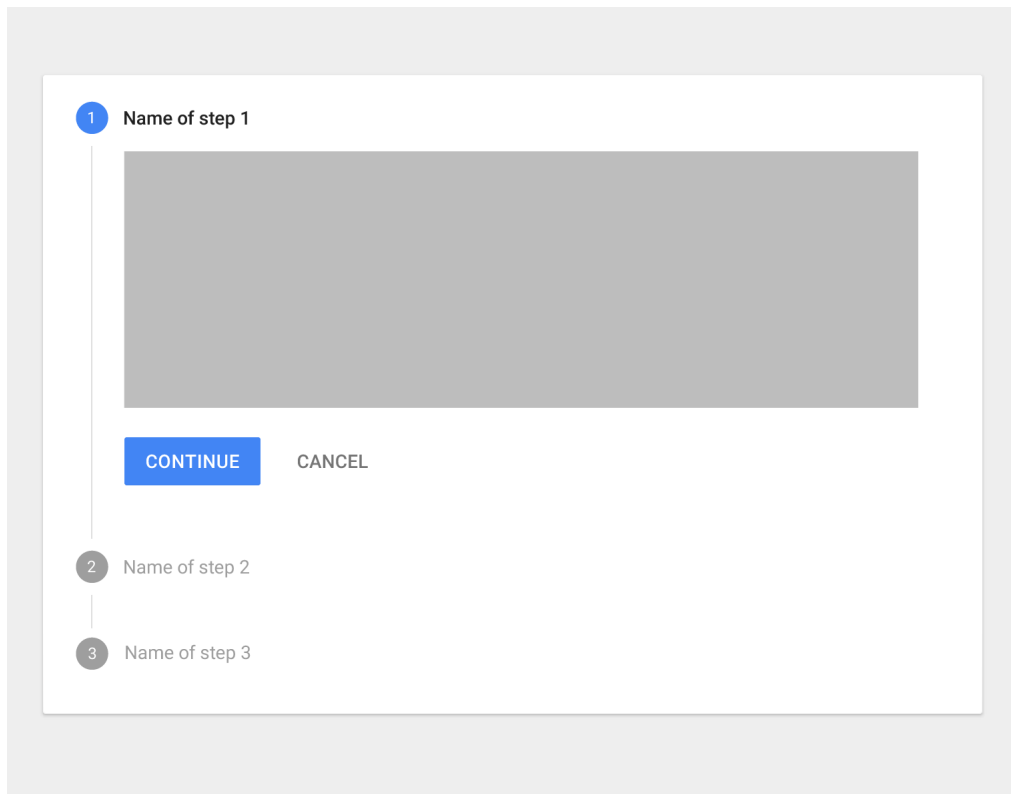 1 Name of step 1
CONTINUE CANCEL
2 Name of step 2
3 Name of step 3